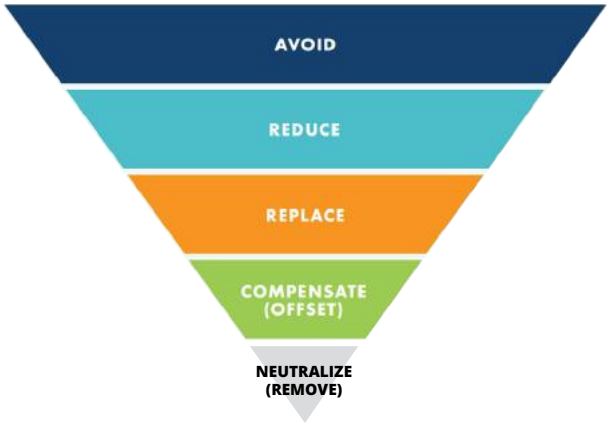 AVOID
REDUCE
REPLACE
COMPENSATE
(OFFSET)
NEUTRALIZE
(REMOVE)